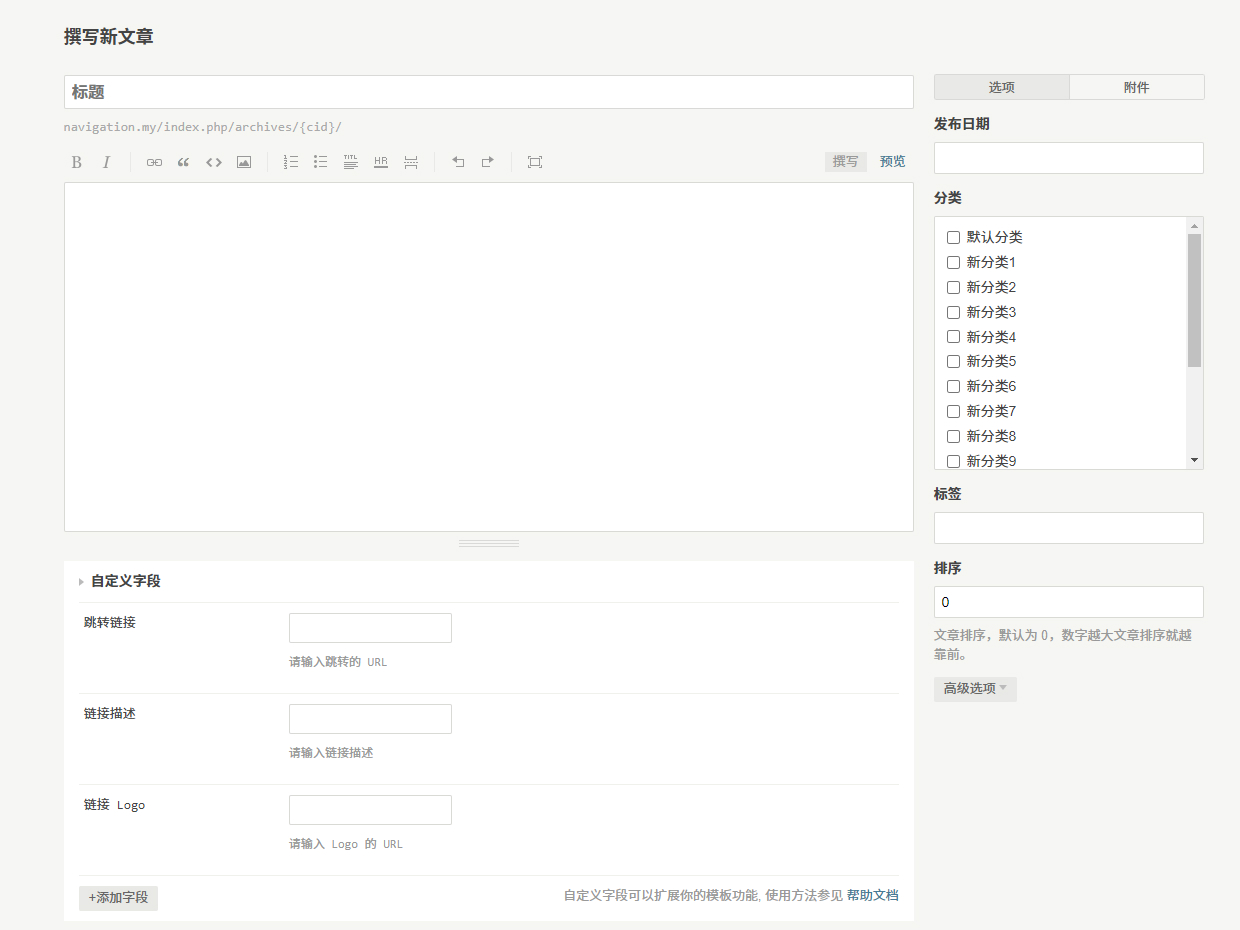 撰写新文章
标题
navigation.my/index.php/archives/{cid}/
B I TITL HR 撰写 预览
自定义字段
跳转链接
请输入跳转的 URL
链接描述
请输入链接描述
链接 Logo
请输入 Logo 的 URL
+添加字段
自定义字段可以扩展你的模板功能, 使用方法参见 帮助文档
选项 附件
发布日期
分类
默认分类
新分类1
新分类2
新分类3
新分类4
新分类5
新分类6
新分类7
新分类8
新分类9
标签
排序
0
文章排序，默认为 0，数字越大文章排序就越
靠前。
高级选项